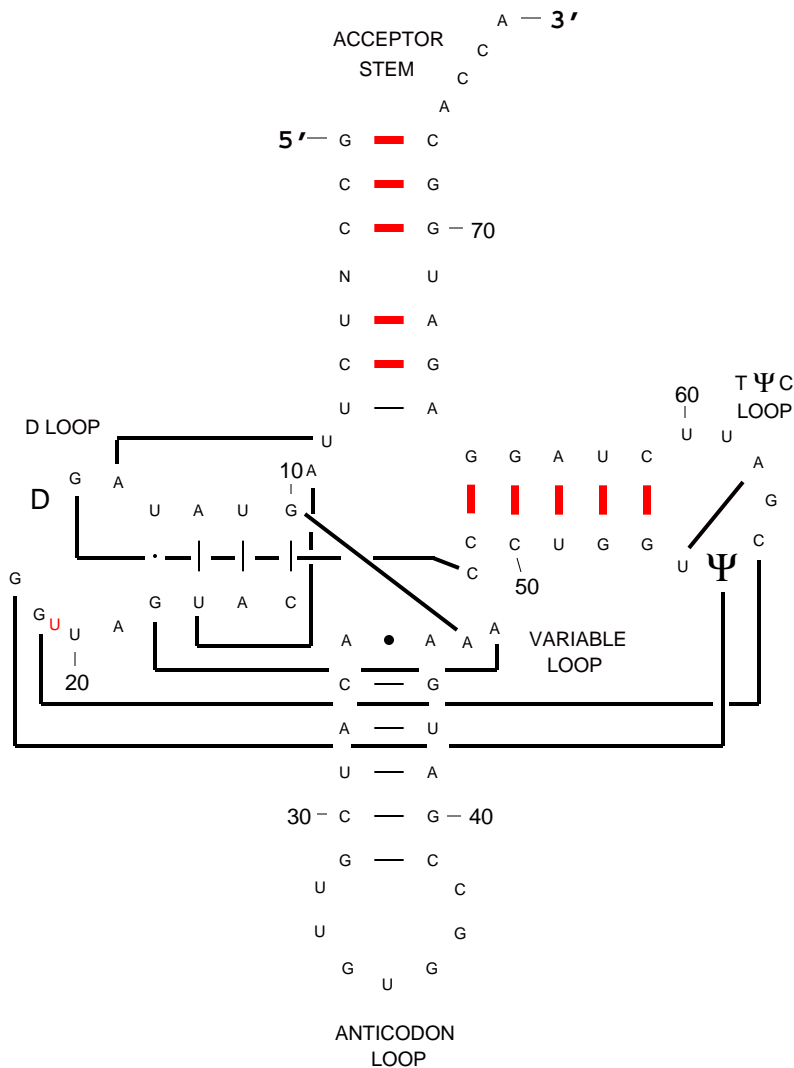 A 3′
ACCEPTOR
STEM
C
C
A
5′ G C
C G
C G 70
N U
U A
C G
U A
T Ψ C
LOOP
60
U U
D LOOP
U
G G A U C
A
G A
10 A
D
U A U G
G
C C U G G U Ψ C
50
C
G
G U U A G U A C
20
A • A A A
VARIABLE
LOOP
C G
A U
U A
30 C G 40
G C
U C
U G
G U G
ANTICODON
LOOP